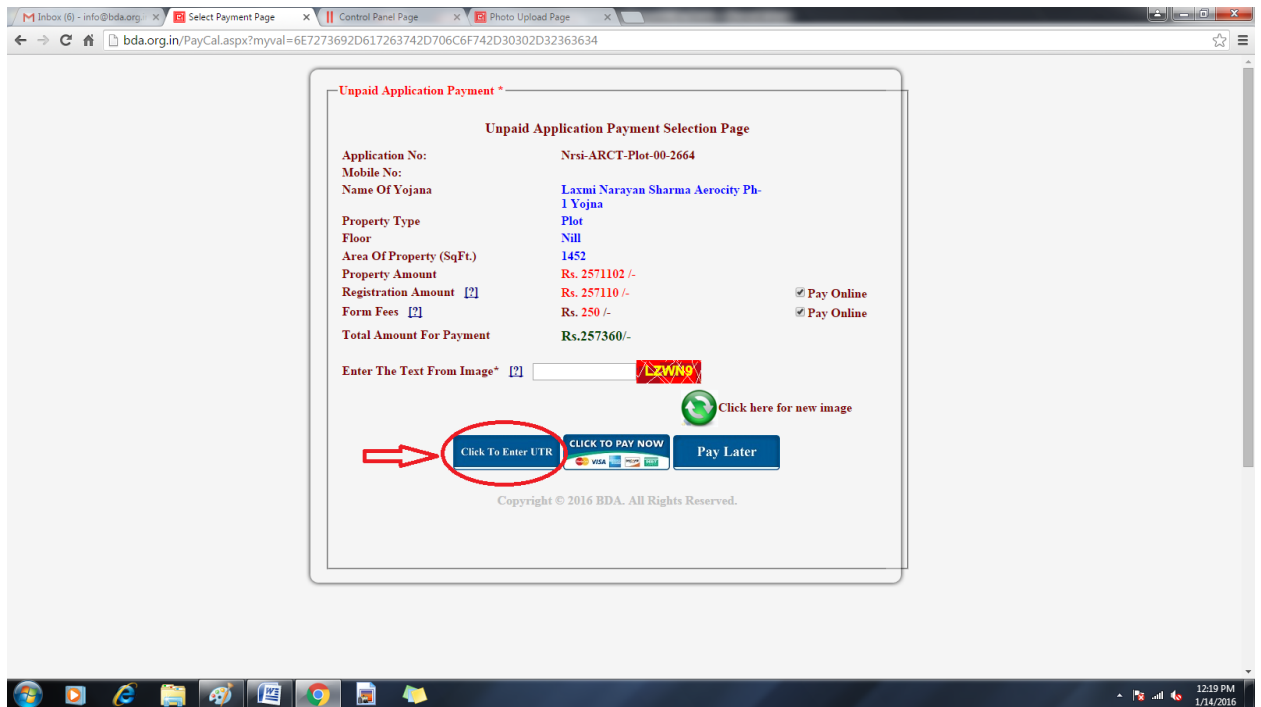 Inbox (6) - info@bda.org.i
Select Payment Page
Control Panel Page
Photo Upload Page
bda.org.in/PayCal.aspx?myval=6E7273692D617263742D706C6F742D30302D32363634
Unpaid Application Payment *
Unpaid Application Payment Selection Page
Application No: Nrsi-ARCT-Plot-00-2664
Mobile No:
Name Of Yojana Laxmi Narayan Sharma Aerocity Ph-
1 Yojna
Property Type Plot
Floor Nill
Area Of Property (SqFt.) 1452
Property Amount Rs. 2571102 /-
Registration Amount [?] Rs. 257110 /- Pay Online
Form Fees [?] Rs. 250 /- Pay Online
Total Amount For Payment Rs.257360/-
Enter The Text From Image* [?] LZWN9
Click here for new image
Click To Enter UTR
CLICK TO PAY NOW
VISA
Pay Later
Copyright © 2016 BDA. All Rights Reserved.
12:19 PM
1/14/2016